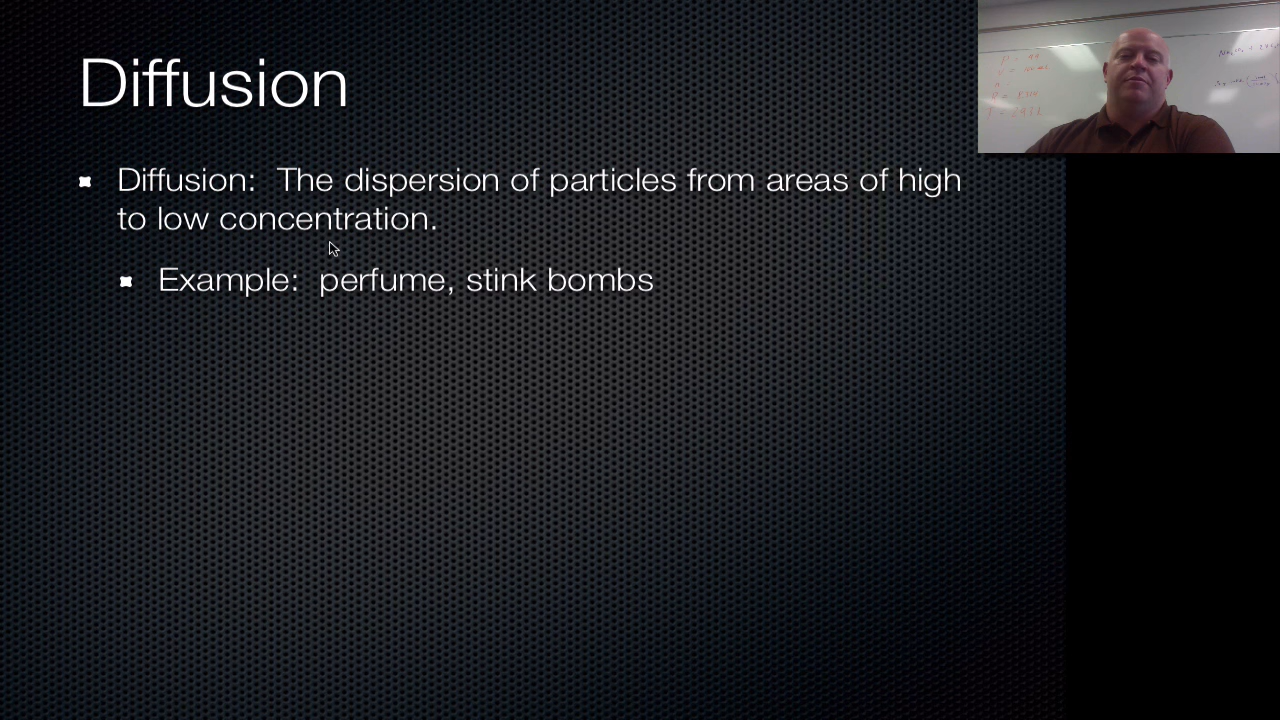 Diffusion
Diffusion: The dispersion of particles from areas of high
to low concentration.
Example: perfume, stink bombs